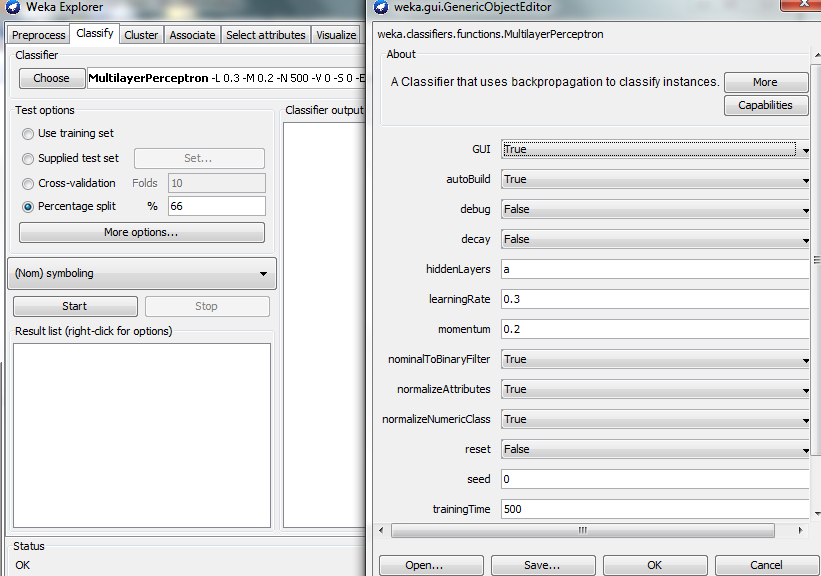 Weka Explorer
Preprocess Classify Cluster Associate Select attributes Visualize
Classifier
Choose MultilayerPerceptron -L 0.3 -M 0.2 -N 500 -V 0 -S 0 -E
Test options
Use training set
Supplied test set Set...
Cross-validation Folds 10
Percentage split % 66
More options...
(Nom) symboling
Start Stop
Result list (right-click for options)
Classifier output
Status
OK
weka.gui.GenericObjectEditor
weka.classifiers.functions.MultilayerPerceptron
About
A Classifier that uses backpropagation to classify instances. More
Capabilities
GUI True
autoBuild True
debug False
decay False
hiddenLayers a
learningRate 0.3
momentum 0.2
nominalToBinaryFilter True
normalizeAttributes True
normalizeNumericClass True
reset False
seed 0
trainingTime 500
Open... Save... OK Cancel